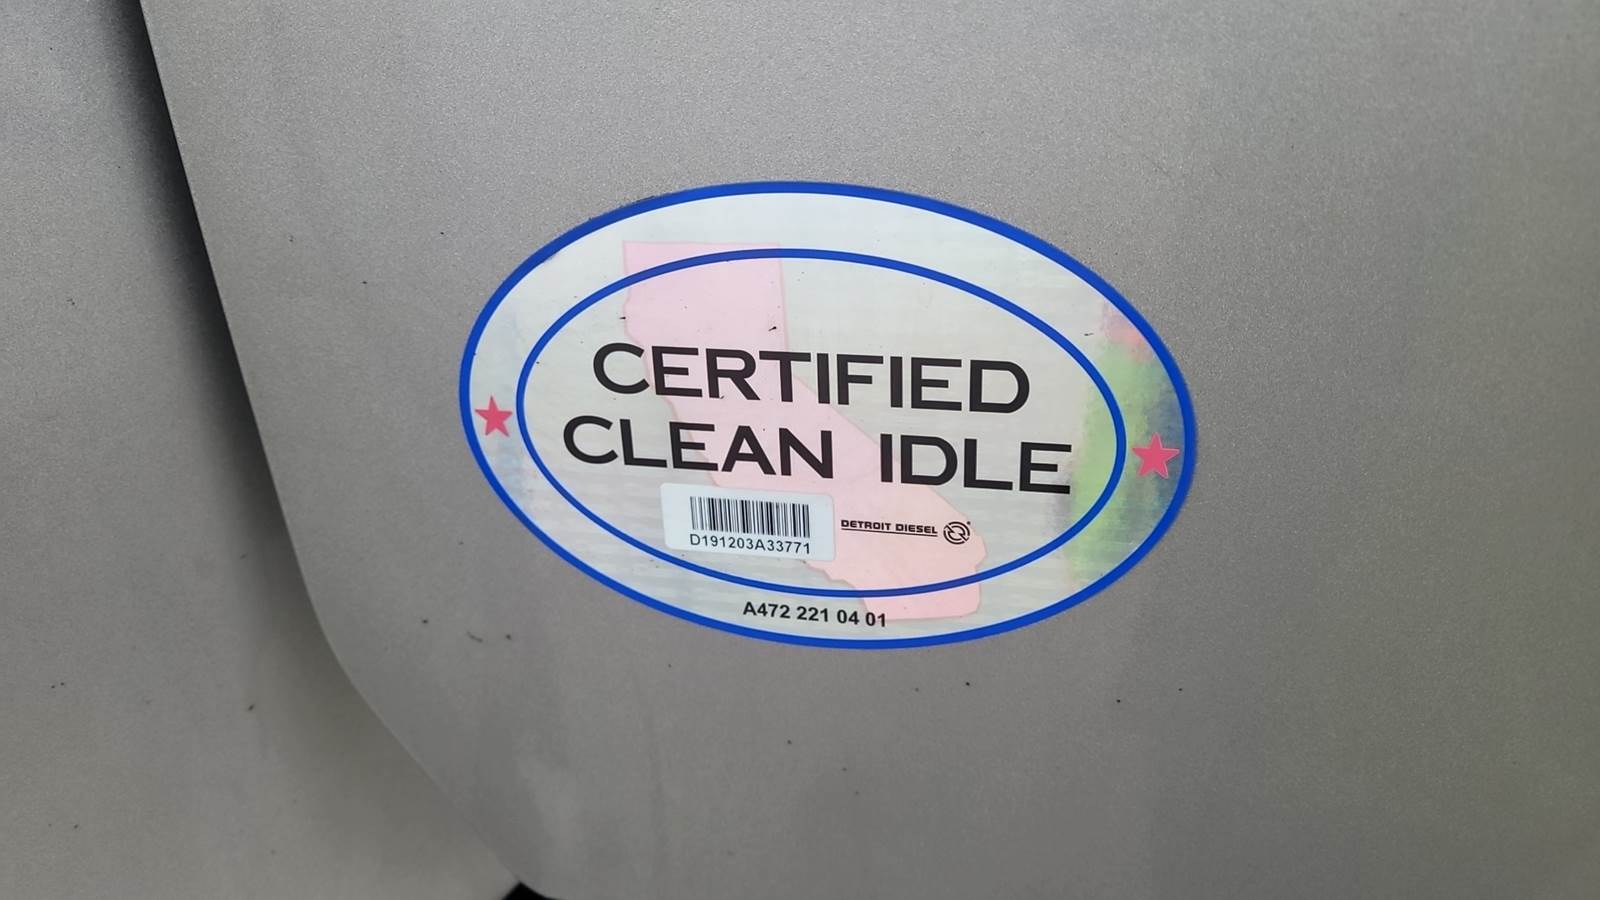 CERTIFIED
CLEAN IDLE
D191203A33771
DETROIT DIESEL
A472 221 04 01